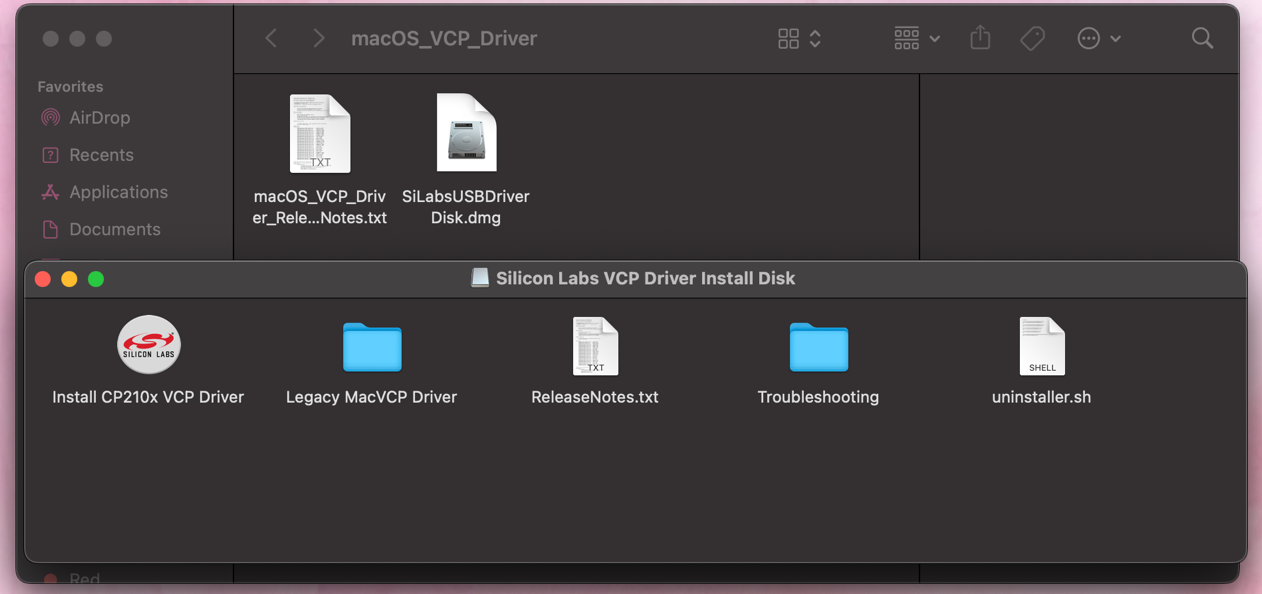 macOS_VCP_Driver
Favorites
AirDrop
Recents
Applications
Documents
TXT
macOS_VCP_Driv
er_Rele...Notes.txt
SiLabsUSBDriver
Disk.dmg
Silicon Labs VCP Driver Install Disk
SILICON LABS
Install CP210x VCP Driver
Legacy MacVCP Driver
TXT
ReleaseNotes.txt
Troubleshooting
SHELL
uninstaller.sh
Red